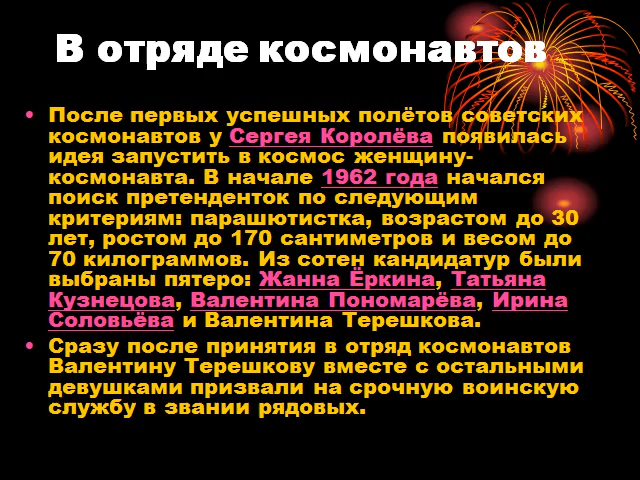 В отряде космонавтов
• После первых успешных полётов советских
космонавтов у Сергея Королёва появилась
идея запустить в космос женщину-
космонавта. В начале 1962 года начался
поиск претенденток по следующим
критериям: парашютистка, возрастом до 30
лет, ростом до 170 сантиметров и весом до
70 килограммов. Из сотен кандидатур были
выбраны пятеро: Жанна Ёркина, Татьяна
Кузнецова, Валентина Пономарёва, Ирина
Соловьёва и Валентина Терешкова.
• Сразу после принятия в отряд космонавтов
Валентину Терешкову вместе с остальными
девушками призвали на срочную воинскую
службу в звании рядовых.